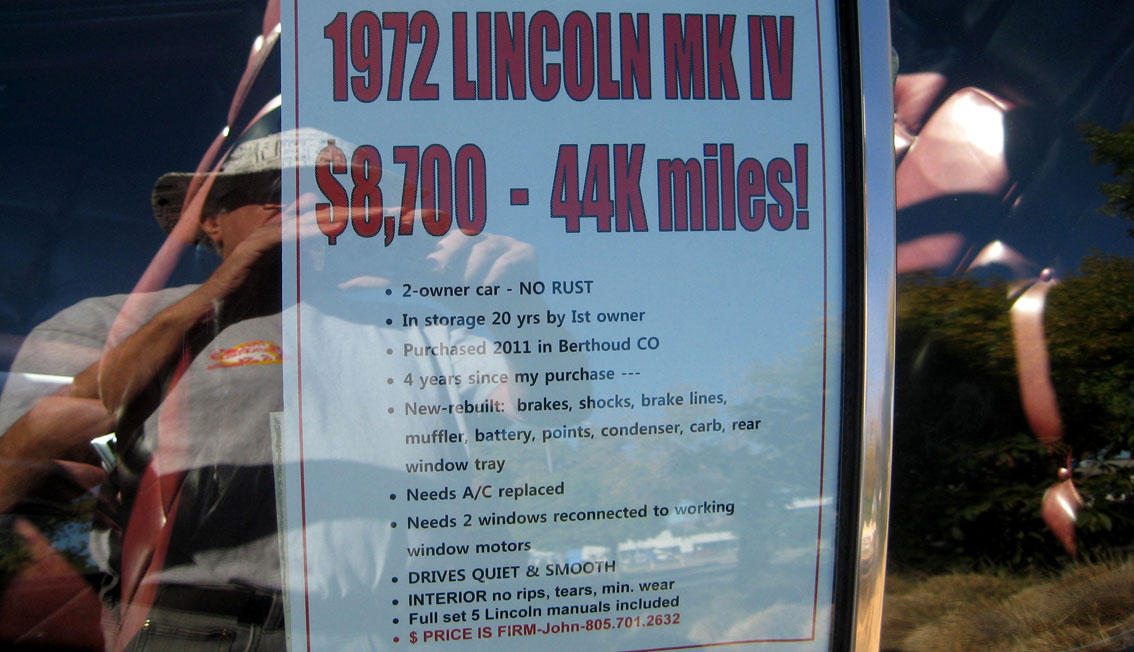 1972 LINCOLN MK IV
$8,700 - 44K miles!
• 2-owner car - NO RUST
• In storage 20 yrs by Ist owner
• Purchased 2011 in Berthoud CO
• 4 years since my purchase ---
• New-rebuilt: brakes, shocks, brake lines,
muffler, battery, points, condenser, carb, rear
window tray
• Needs A/C replaced
• Needs 2 windows reconnected to working
window motors
• DRIVES QUIET & SMOOTH
• INTERIOR no rips, tears, min. wear
• Full set 5 Lincoln manuals included
• $ PRICE IS FIRM-John-805.701.2632